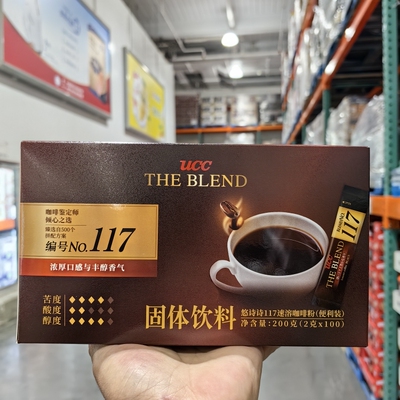 UCC
THE BLEND
咖啡鉴定师
倾心之选
臻选自500个
拼配方案
编号No.117
浓厚口感与丰醇香气
苦度
酸度
醇度
固体饮料
悠诗诗117速溶咖啡粉(便利装)
净含量:200克(2克x100)
117
UCC
THE BLEND